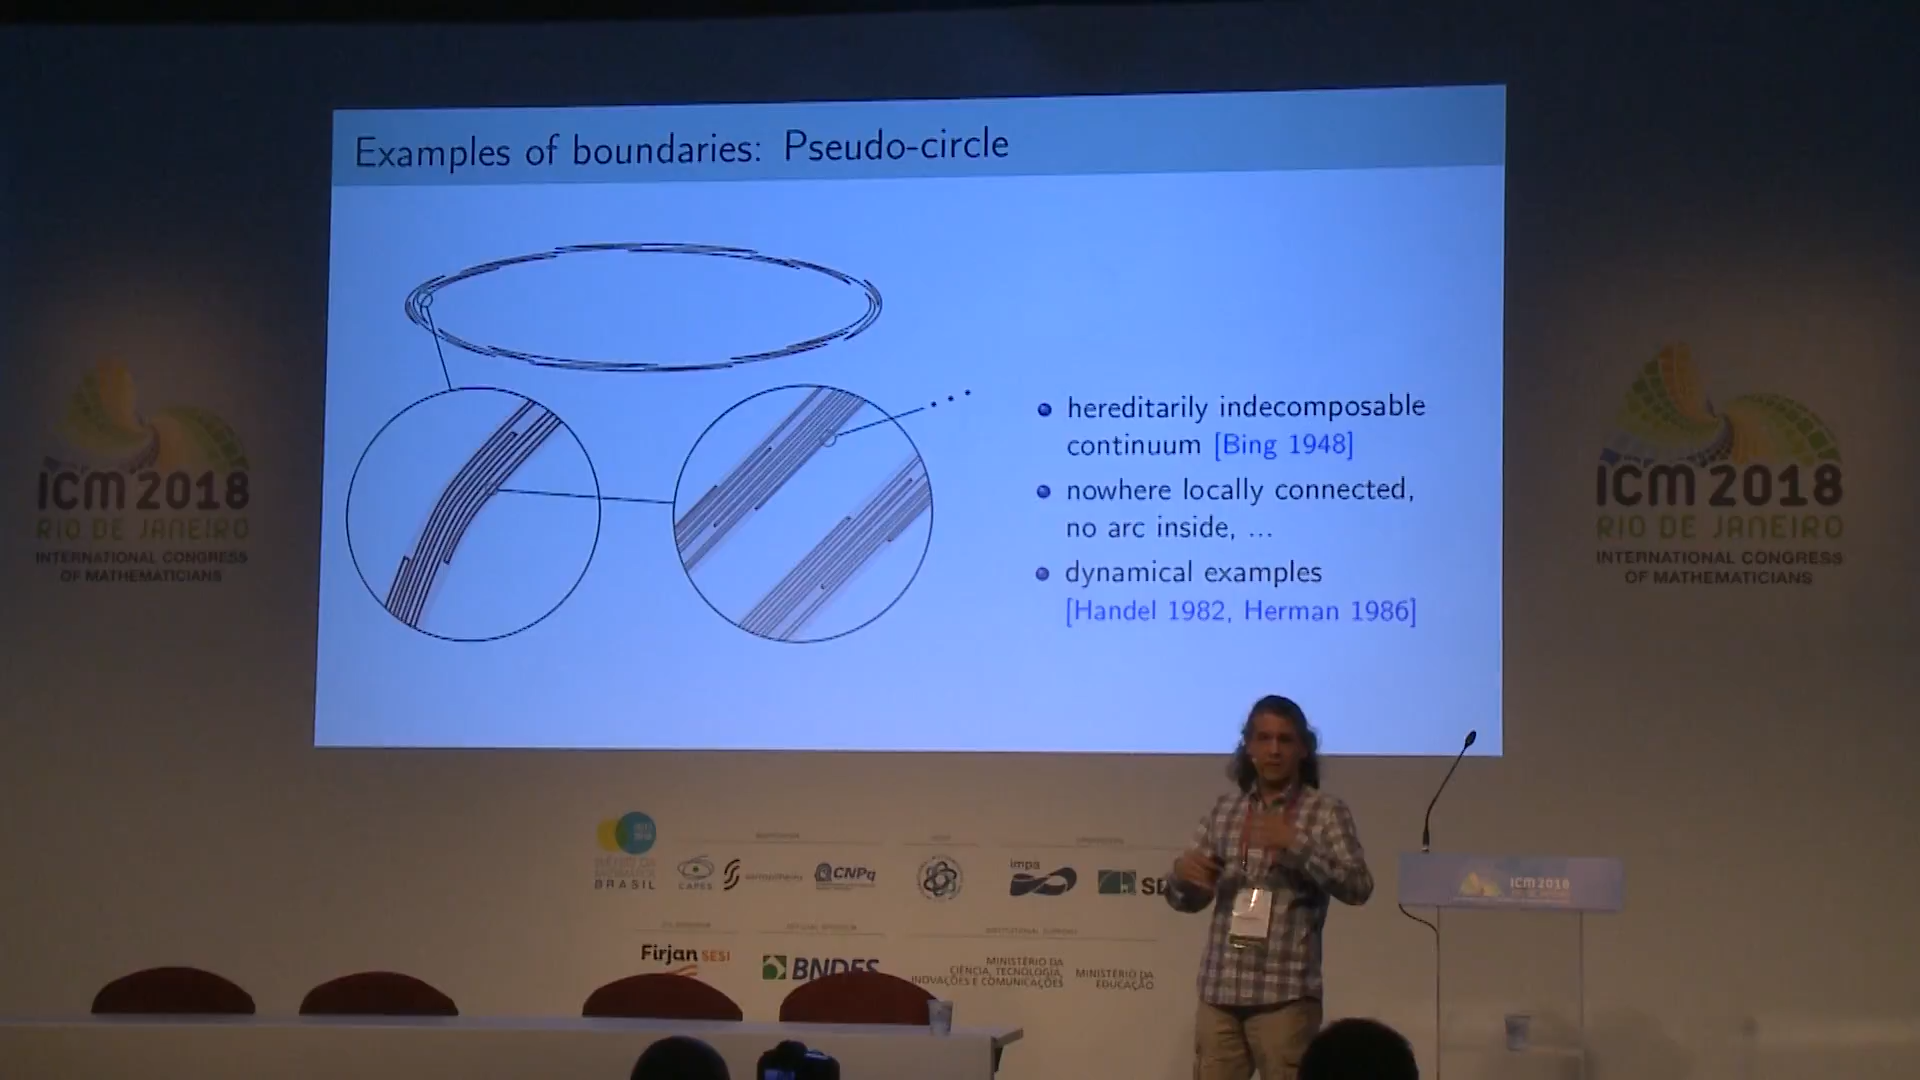 Examples of boundaries: Pseudo-circle
hereditarily indecomposable
continuum [Bing 1948]
nowhere locally connected,
no arc inside, ...
dynamical examples
[Handel 1982, Herman 1986]
ICM 2018
RIO DE JANEIRO
INTERNATIONAL CONGRESS
OF MATHEMATICIANS
ICM 2018
RIO DE JANEIRO
INTERNATIONAL CONGRESS
OF MATHEMATICIANS
BRASIL
CAPES
CNPq
impa
ICM 2018
Firjan SESI
BNDES
MINISTÉRIO DA
CIÊNCIA, TECNOLOGIA,
INOVAÇÕES E COMUNICAÇÕES
MINISTÉRIO DA
EDUCAÇÃO